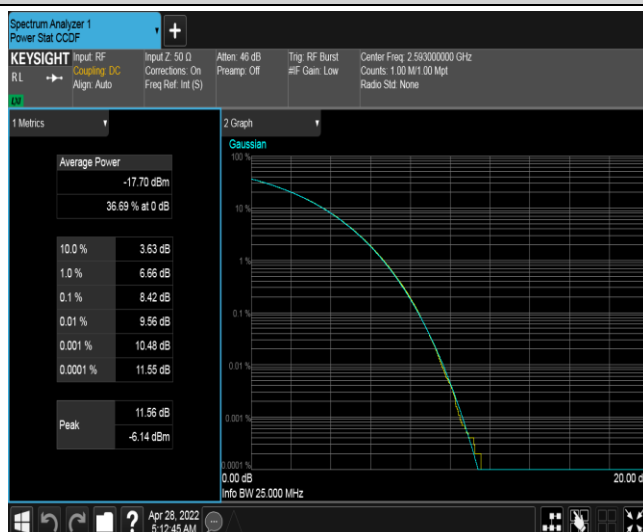 Spectrum Analyzer 1
Power Stat CCDF
+
KEYSIGHT
R L
Input: RF
Coupling: DC
Align: Auto
Input Z: 50 Ω
Corrections: On
Freq Ref: Int (S)
Atten: 46 dB
Preamp: Off
Trig: RF Burst
#IF Gain: Low
Center Freq: 2.593000000 GHz
Counts: 1.00 M/1.00 Mpt
Radio Std: None
1 Metrics
Average Power
-17.70 dBm
36.69 % at 0 dB
10.0 % 3.63 dB
1.0 % 6.66 dB
0.1 % 8.42 dB
0.01 % 9.56 dB
0.001 % 10.48 dB
0.0001 % 11.55 dB
Peak
11.56 dB
-6.14 dBm
2 Graph
Gaussian
100 %
10 %
1 %
0.1 %
0.01 %
0.001 %
0.0001 %
0.00 dB
20.00 d
Info BW 25.000 MHz
?
Apr 28, 2022
5:12:45 AM